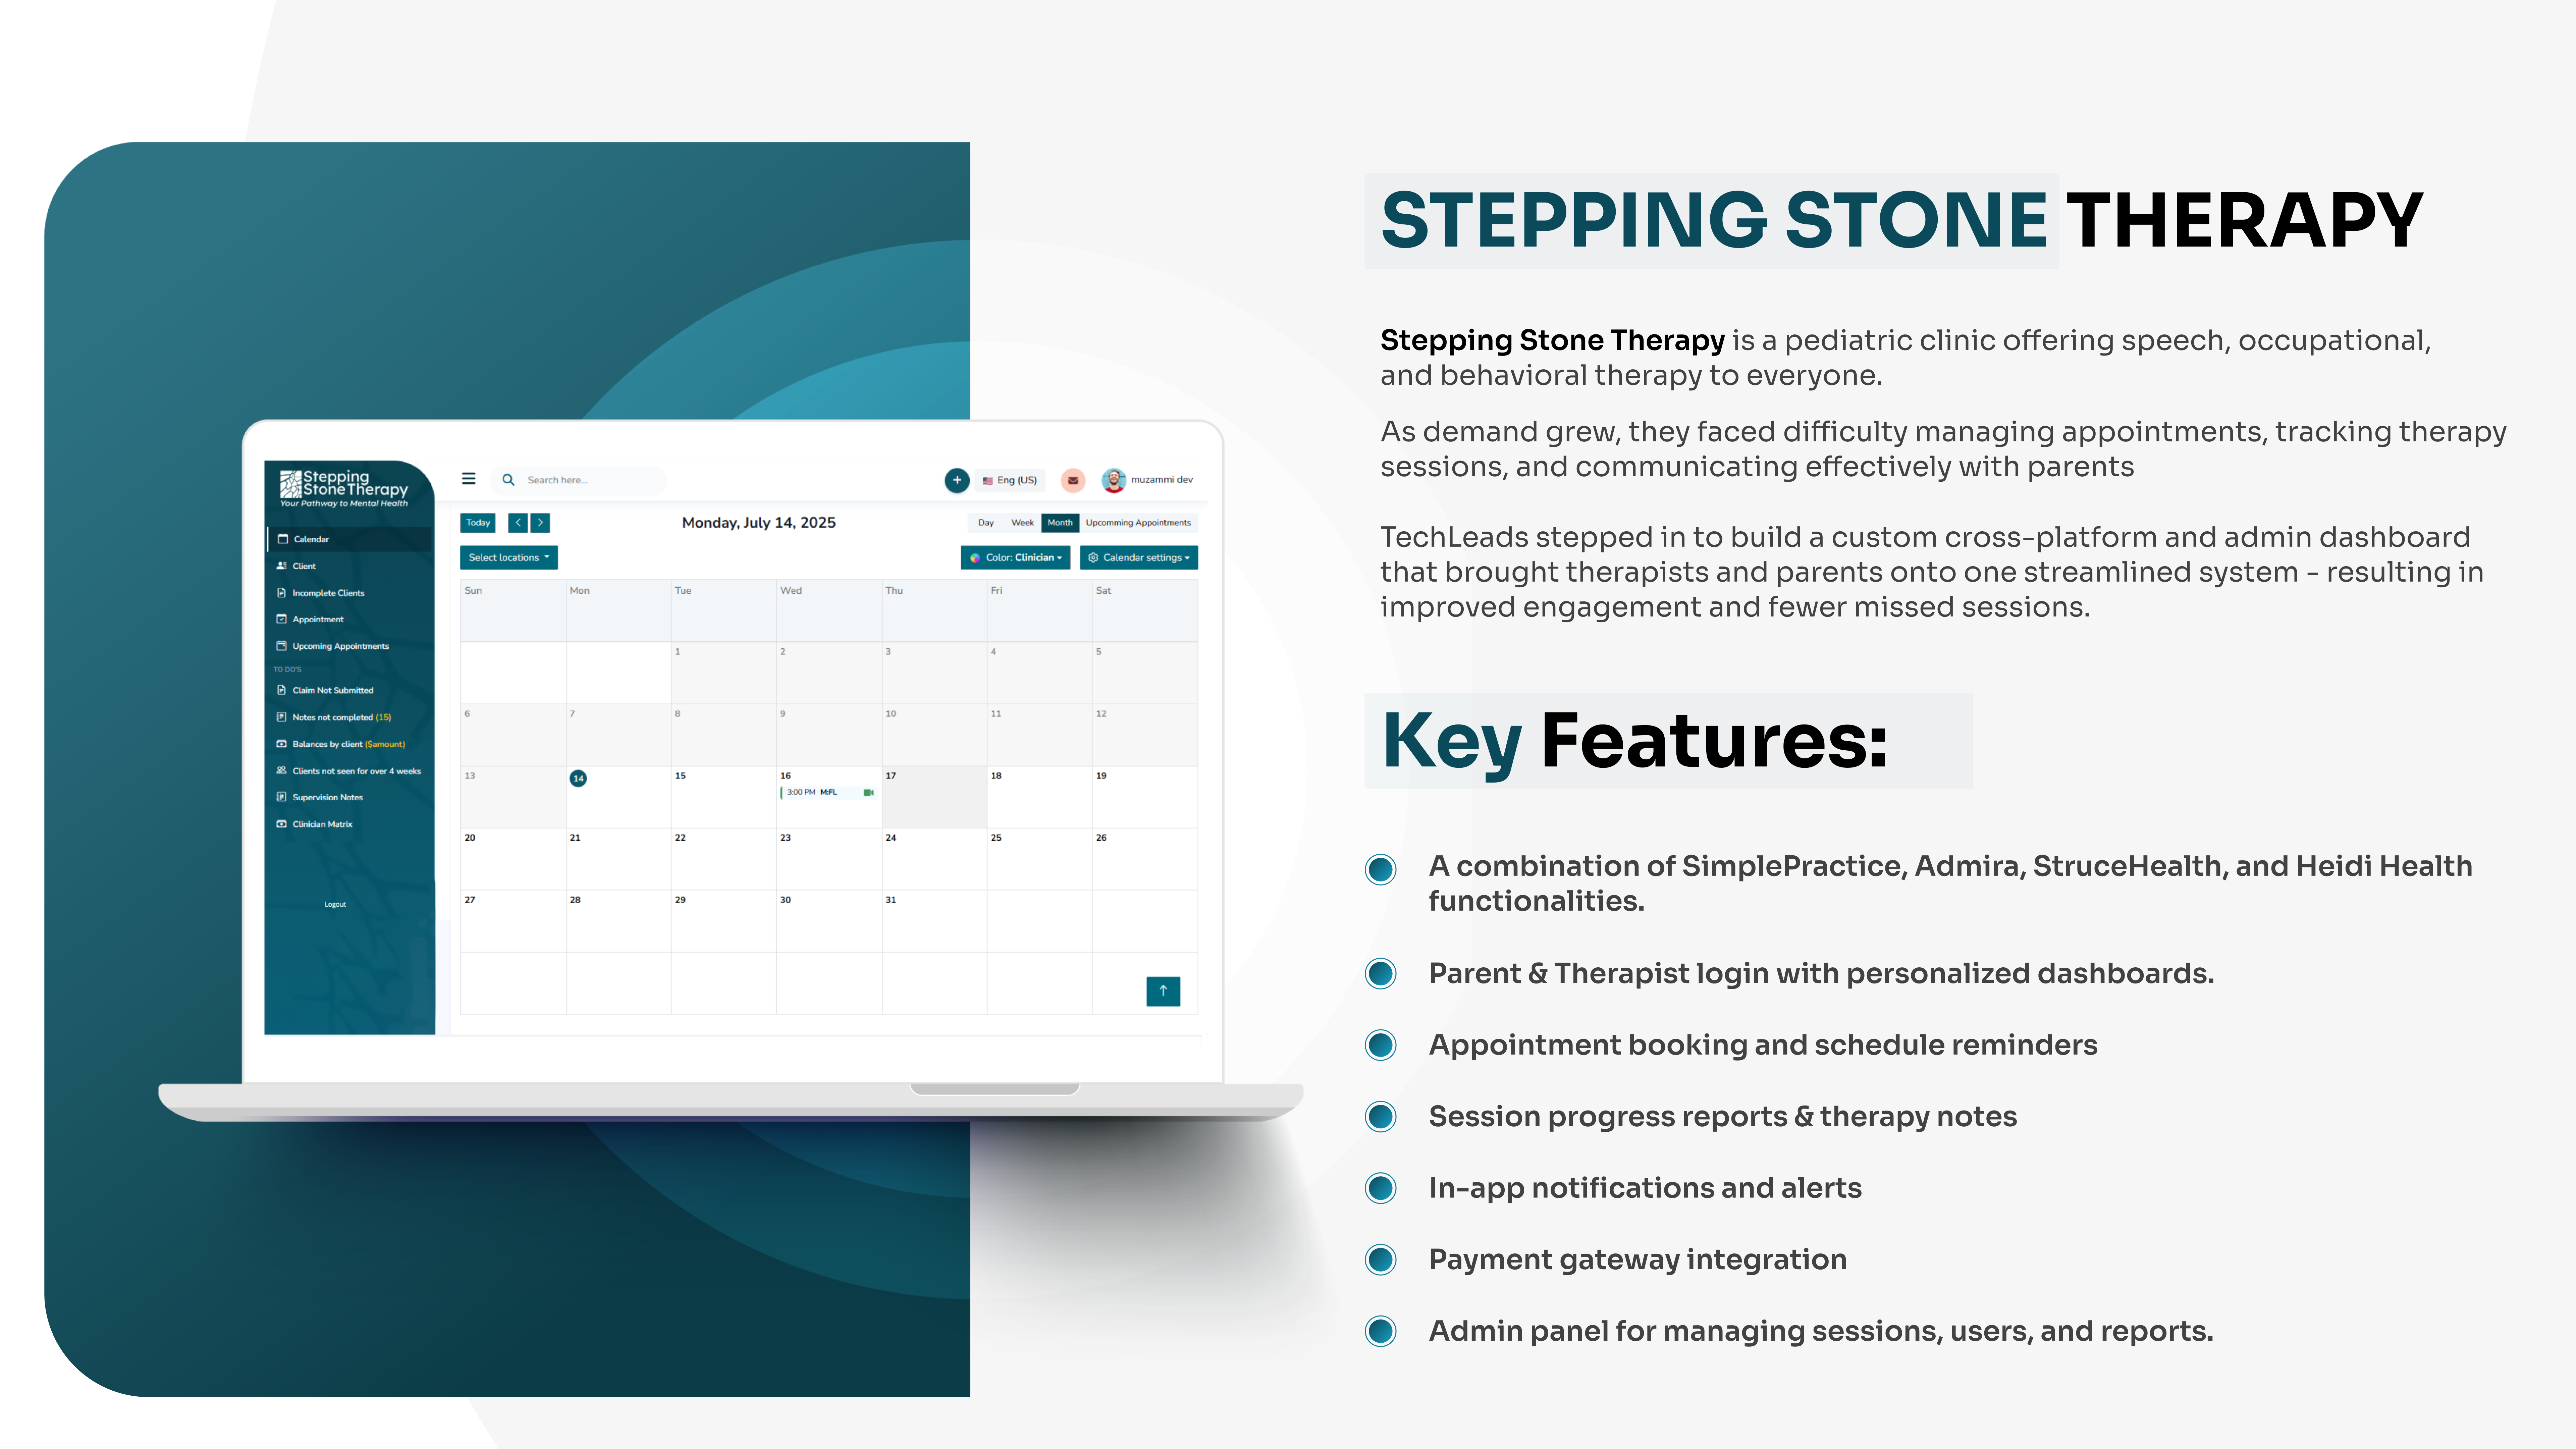 Stepping
Stone Therapy
Your Pathway to Mental Health
Calendar
Client
Incomplete Clients
Appointment
Upcoming Appointments
TO DO'S
Claim Not Submitted
Notes not completed (15)
Balances by client ($amount)
Clients not seen for over 4 weeks
Supervision Notes
Clinician Matrix
Logout
Search here...
+ Eng (US) muzammi dev
Today < > Monday, July 14, 2025 Day Week Month Upcomming Appointments
Select locations Color: Clinician Calendar settings
Sun Mon Tue Wed Thu Fri Sat
1 2 3 4 5
6 7 8 9 10 11 12
13 14 15 16 17 18 19
3:00 PM M:FL
20 21 22 23 24 25 26
27 28 29 30 31
STEPPING STONE THERAPY
Stepping Stone Therapy is a pediatric clinic offering speech, occupational,
and behavioral therapy to everyone.
As demand grew, they faced difficulty managing appointments, tracking therapy
sessions, and communicating effectively with parents
TechLeads stepped in to build a custom cross-platform and admin dashboard
that brought therapists and parents onto one streamlined system - resulting in
improved engagement and fewer missed sessions.
Key Features:
A combination of SimplePractice, Admira, StruceHealth, and Heidi Health
functionalities.
Parent & Therapist login with personalized dashboards.
Appointment booking and schedule reminders
Session progress reports & therapy notes
In-app notifications and alerts
Payment gateway integration
Admin panel for managing sessions, users, and reports.